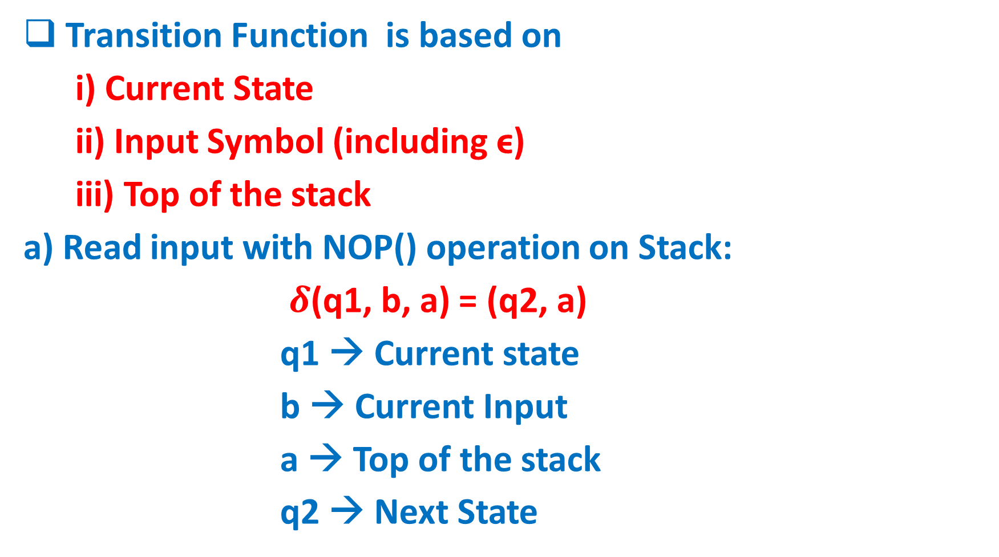 ❑ Transition Function is based on
i) Current State
ii) Input Symbol (including ϵ)
iii) Top of the stack
a) Read input with NOP() operation on Stack:
𝜹(q1, b, a) = (q2, a)
q1 → Current state
b → Current Input
a → Top of the stack
q2 → Next State